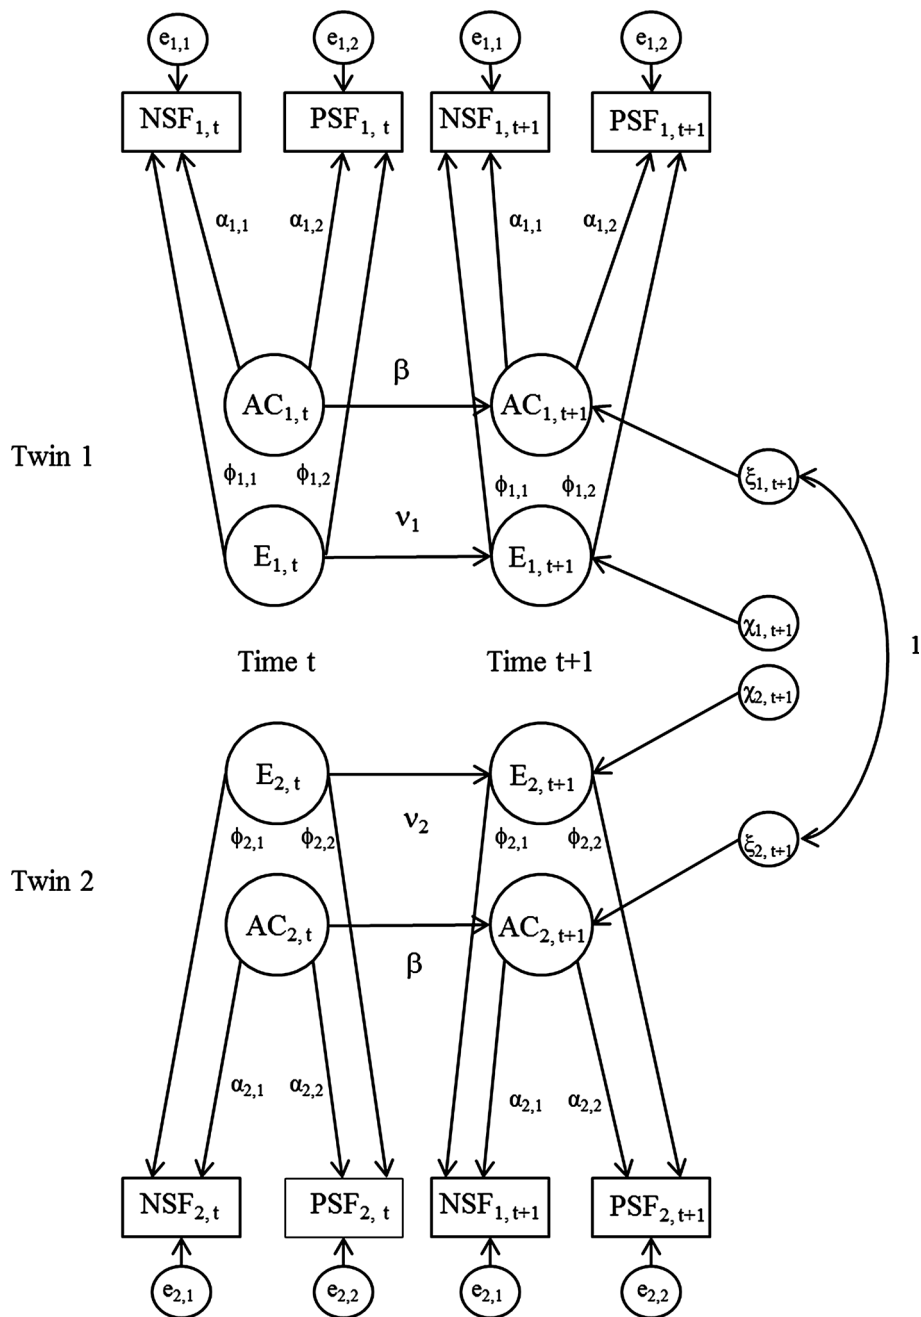 e1,1 e1,2 e1,1 e1,2
NSF1, t PSF1, t NSF1, t+1 PSF1, t+1
α1,1 α1,2 α1,1 α1,2
β
AC1, t AC1, t+1
Twin 1
ϕ1,1 ϕ1,2 ϕ1,1 ϕ1,2 ξ1, t+1
ν1
E1, t E1, t+1
χ1, t+1
Time t Time t+1 1
χ2, t+1
E2, t E2, t+1
ν2
ϕ2,1 ϕ2,2 ϕ2,1 ϕ2,2 ξ2, t+1
Twin 2
AC2, t AC2, t+1
β
α2,1 α2,2 α2,1 α2,2
NSF2, t PSF2, t NSF1, t+1 PSF2, t+1
e2,1 e2,2 e2,1 e2,2